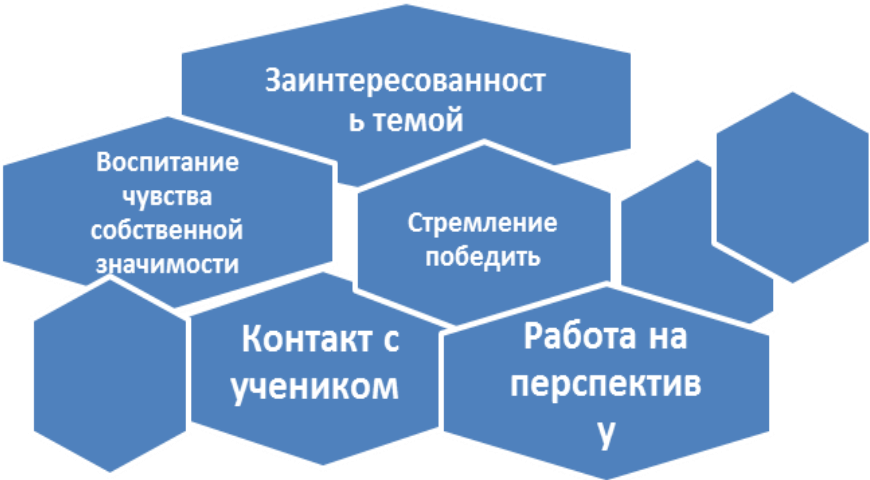 Заинтересованност
ь темой
Воспитание
чувства
собственной
значимости
Стремление
победить
Контакт с
учеником
Работа на
перспектив
у